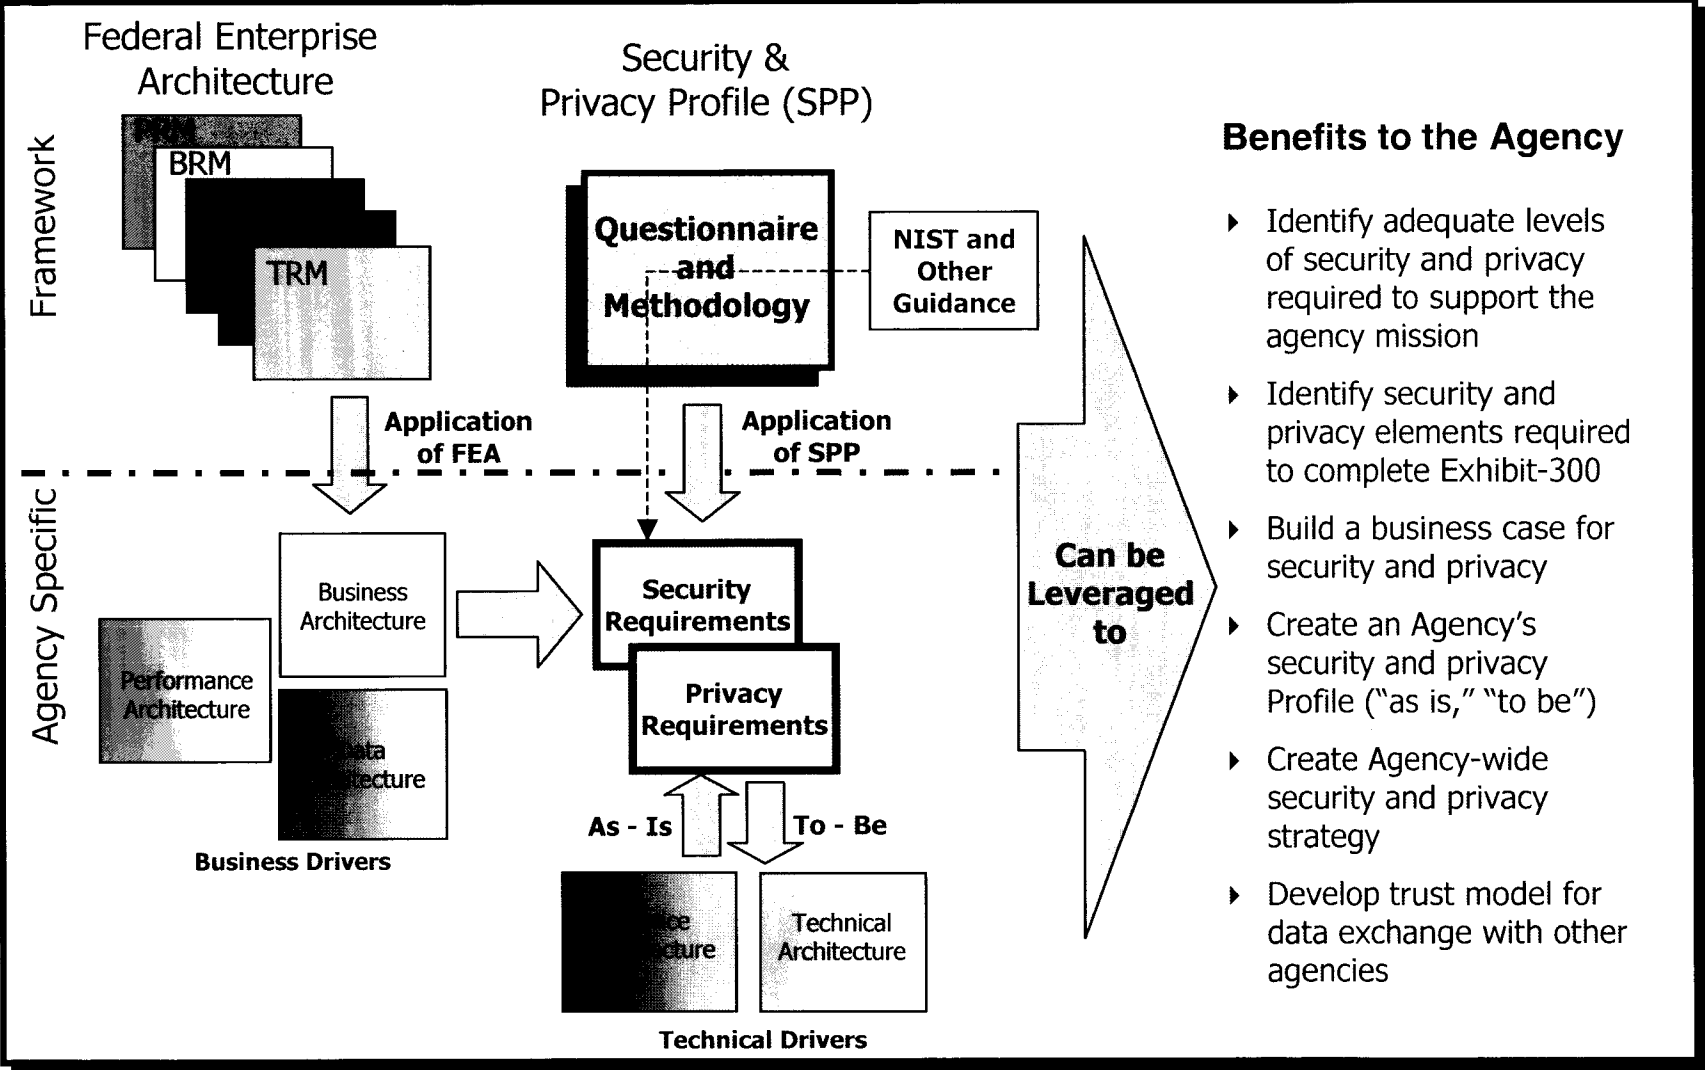 Federal Enterprise
Architecture
Security &
Privacy Profile (SPP)
Framework
PRM
BRM
TRM
Questionnaire
and
Methodology
NIST and
Other
Guidance
Application
of FEA
Application
of SPP
Agency Specific
Business
Architecture
Performance
Architecture
Business Drivers
Security
Requirements
Privacy
Requirements
As - Is
To - Be
Technical
Architecture
Technical Drivers
Can be
Leveraged
to
Benefits to the Agency
Identify adequate levels
of security and privacy
required to support the
agency mission
Identify security and
privacy elements required
to complete Exhibit-300
Build a business case for
security and privacy
Create an Agency’s
security and privacy
Profile (“as is,” “to be”)
Create Agency-wide
security and privacy
strategy
Develop trust model for
data exchange with other
agencies